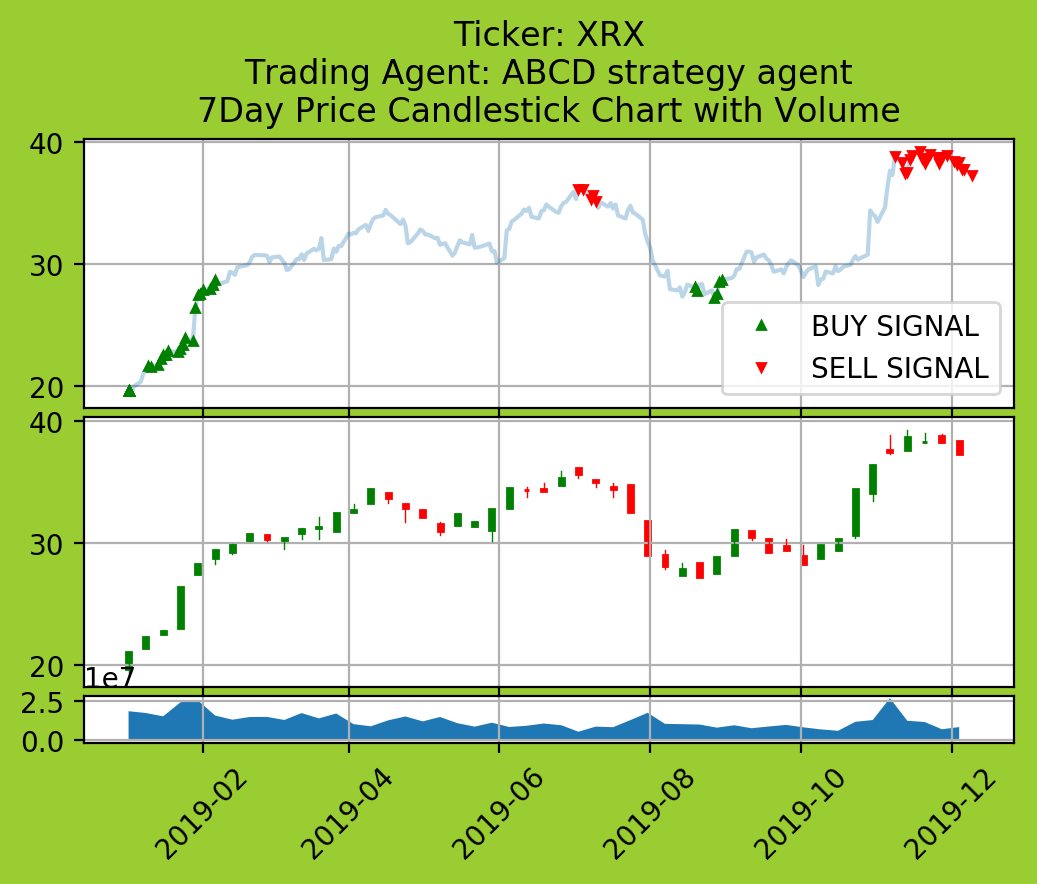 Ticker: XRX
Trading Agent: ABCD strategy agent
7Day Price Candlestick Chart with Volume
40
30
20
BUY SIGNAL
SELL SIGNAL
40
30
20
1e7
2.5
0.0
2019-02
2019-04
2019-06
2019-08
2019-10
2019-12